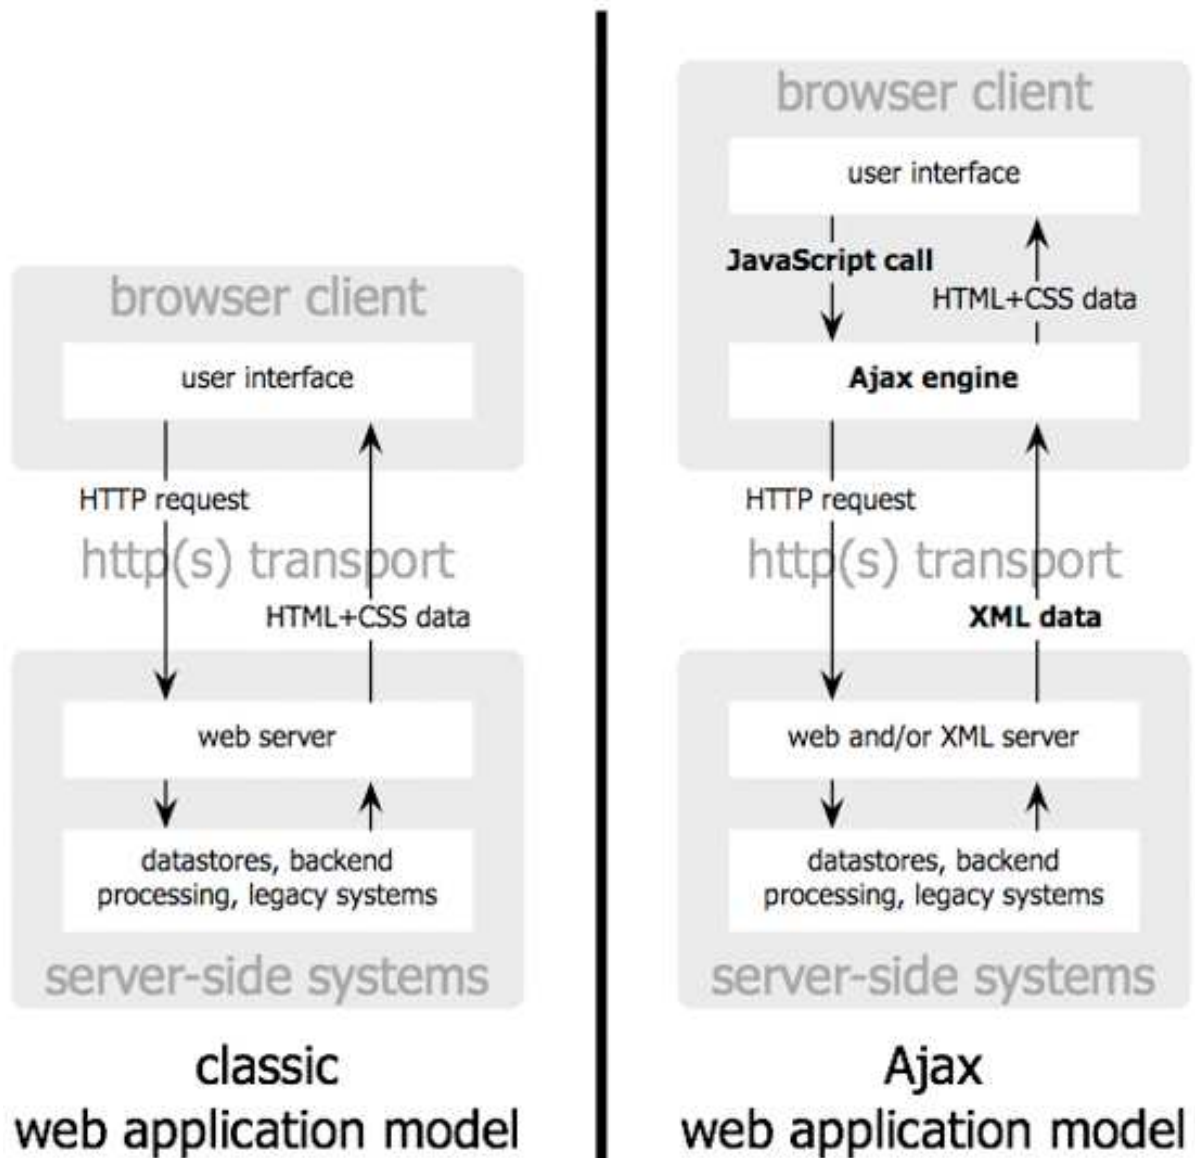 browser client
user interface
HTTP request
http(s) transport
HTML+CSS data
web server
datastores, backend
processing, legacy systems
server-side systems
classic
web application model
browser client
user interface
JavaScript call
HTML+CSS data
Ajax engine
HTTP request
http(s) transport
XML data
web and/or XML server
datastores, backend
processing, legacy systems
server-side systems
Ajax
web application model